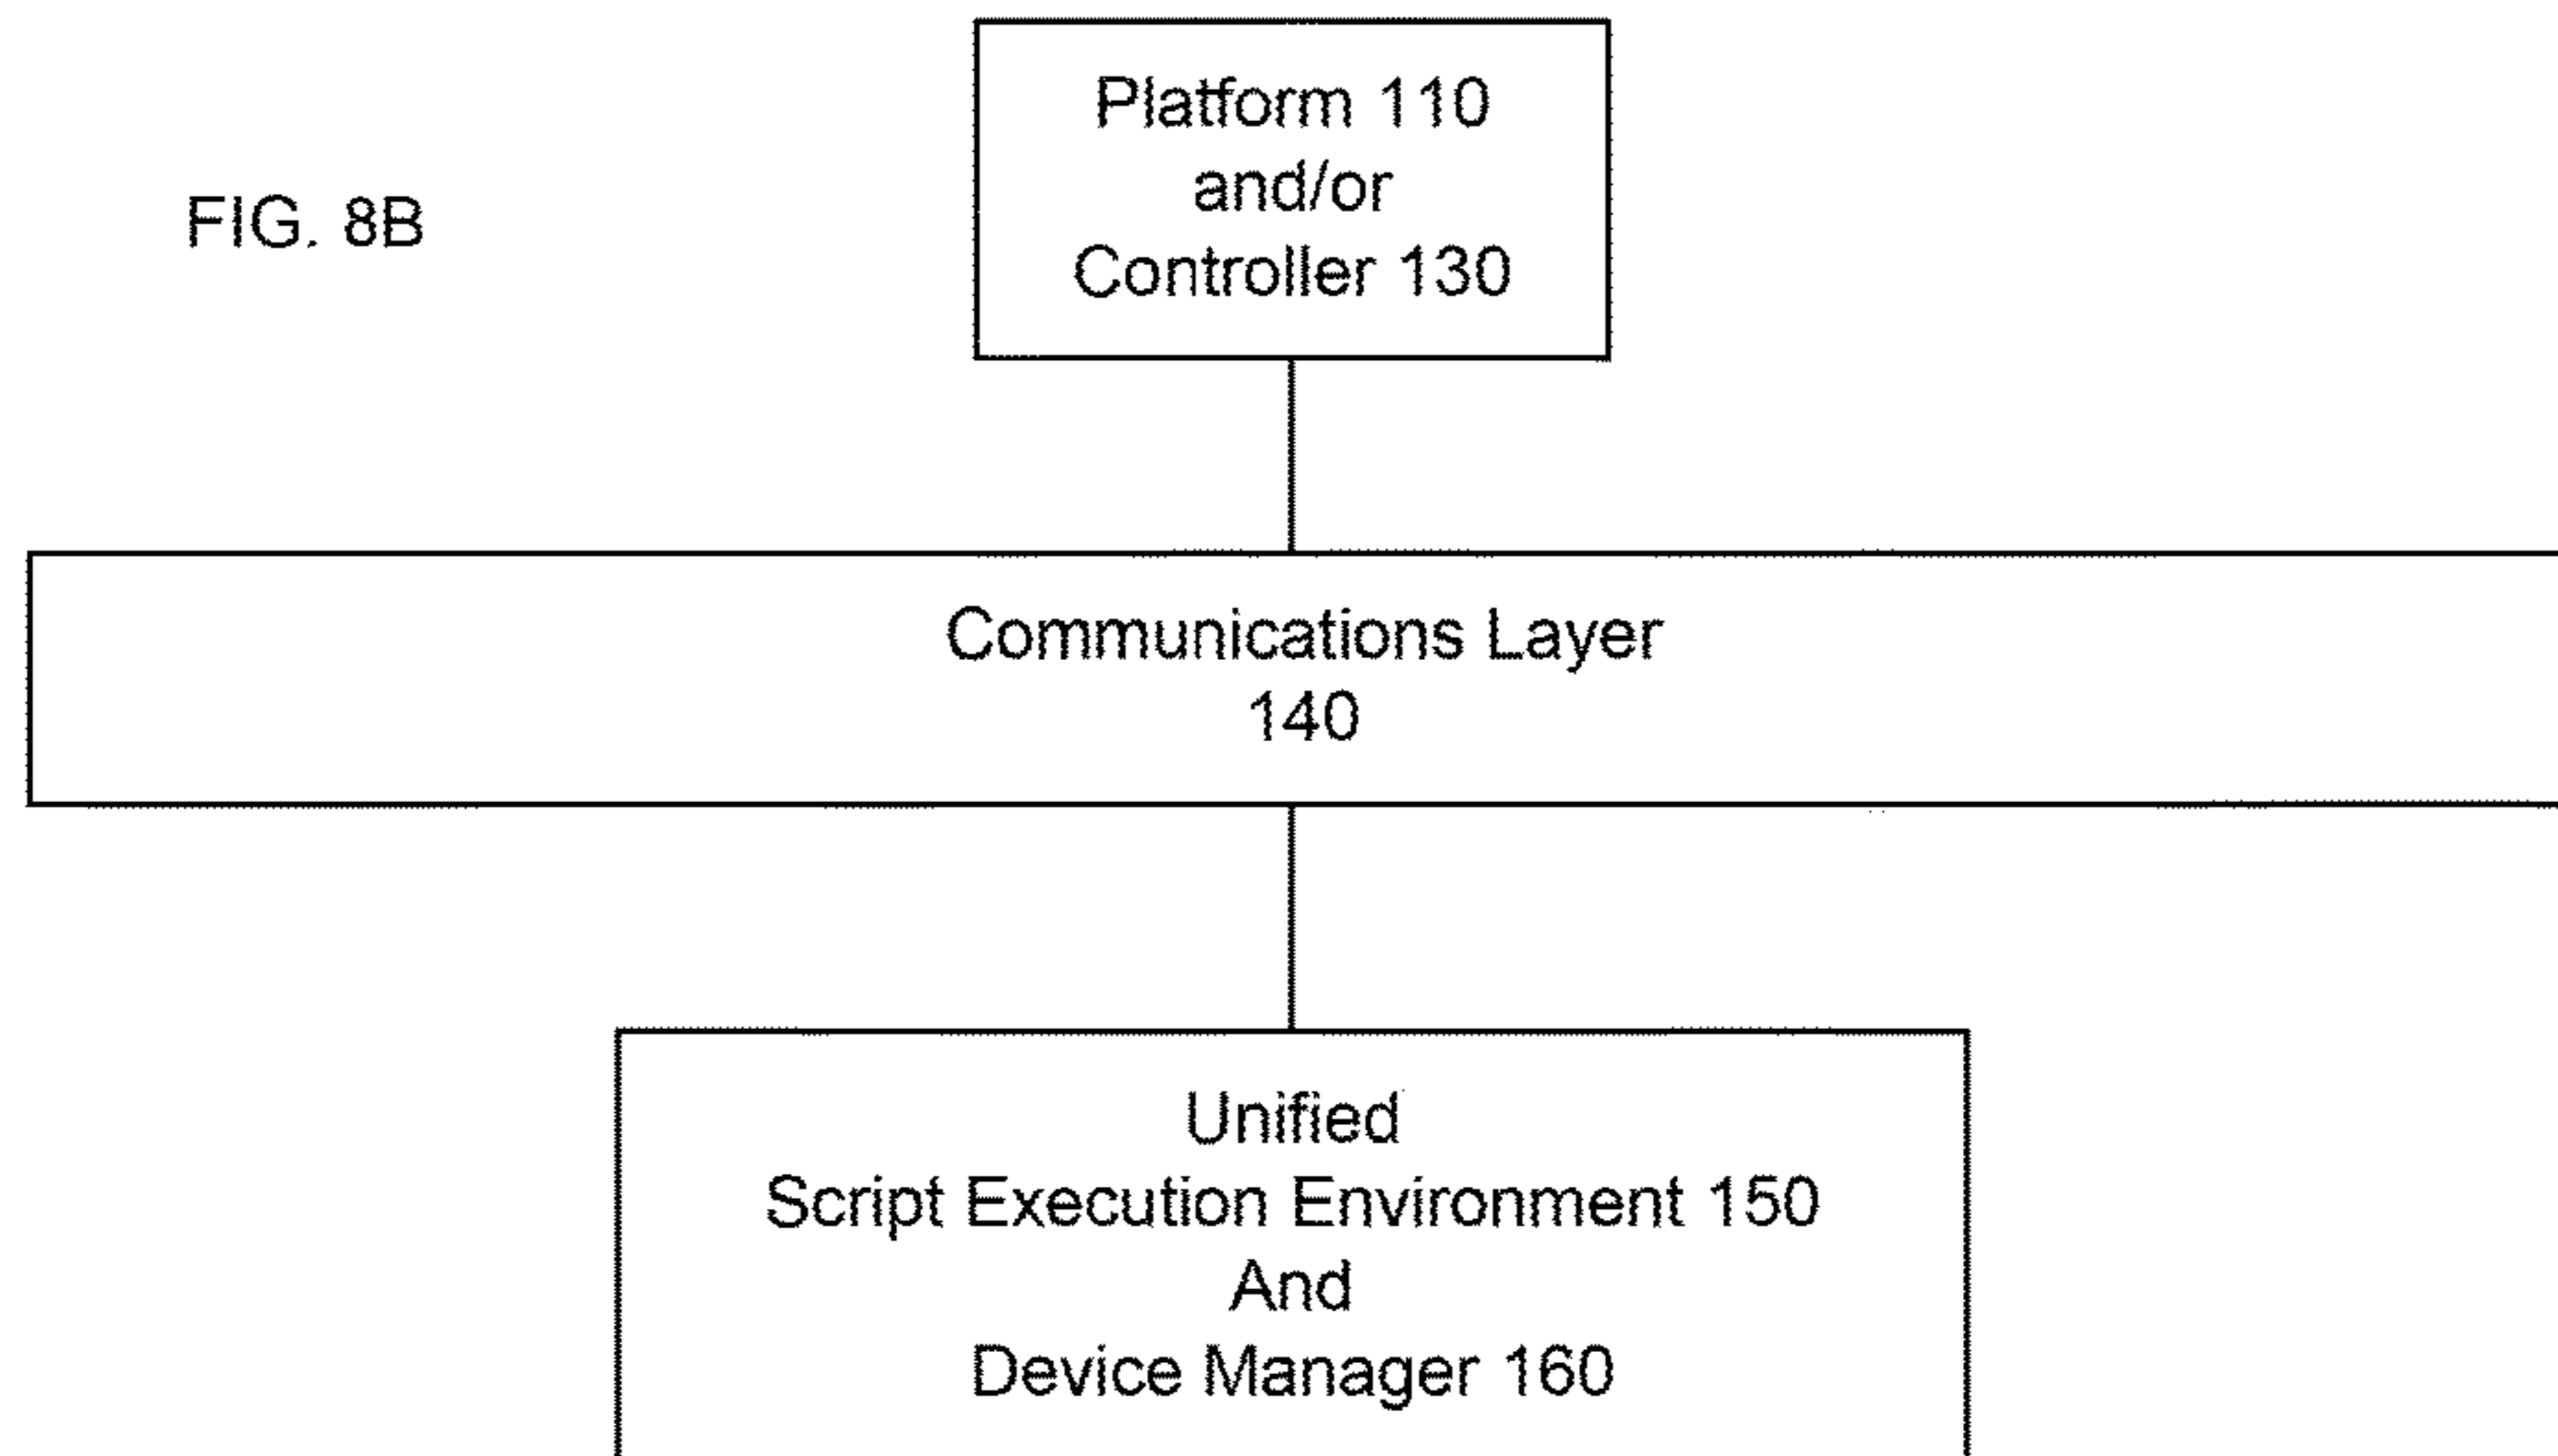 Platform 110
and/or
Controller 130
FIG. 8B
Communications Layer
140
Unified
Script Execution Environment 150
And
Device Manager 160